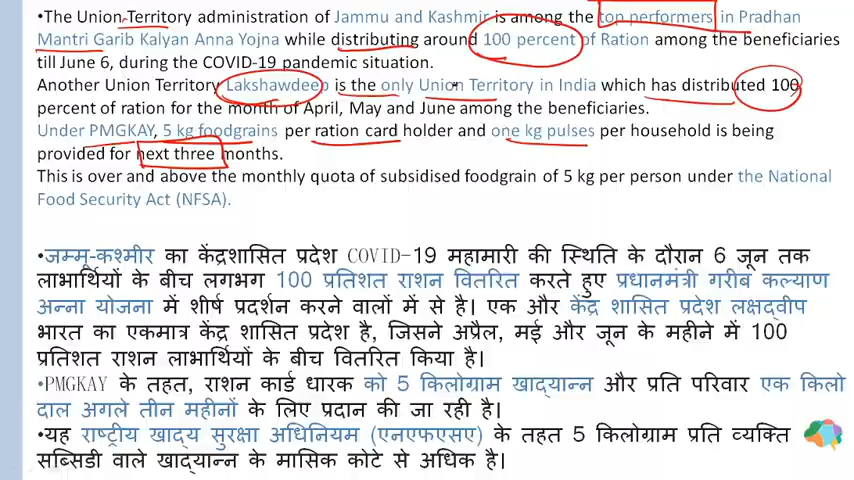 •The Union Territory administration of Jammu and Kashmir is among the top performers in Pradhan
Mantri Garib Kalyan Anna Yojna while distributing around 100 percent of Ration among the beneficiaries
till June 6, during the COVID-19 pandemic situation.
Another Union Territory Lakshawdeep is the only Union Territory in India which has distributed 100
percent of ration for the month of April, May and June among the beneficiaries.
Under PMGKAY, 5 kg foodgrains per ration card holder and one kg pulses per household is being
provided for next three months.
This is over and above the monthly quota of subsidised foodgrain of 5 kg per person under the National
Food Security Act (NFSA).
•जम्मू-कश्मीर का केंद्रशासित प्रदेश COVID-19 महामारी की स्थिति के दौरान 6 जून तक
लाभार्थियों के बीच लगभग 100 प्रतिशत राशन वितरित करते हुए प्रधानमंत्री गरीब कल्याण
अन्ना योजना में शीर्ष प्रदर्शन करने वालों में से है। एक और केंद्र शासित प्रदेश लक्षद्वीप
भारत का एकमात्र केंद्र शासित प्रदेश है, जिसने अप्रैल, मई और जून के महीने में 100
प्रतिशत राशन लाभार्थियों के बीच वितरित किया है।
•PMGKAY के तहत, राशन कार्ड धारक को 5 किलोग्राम खाद्यान्न और प्रति परिवार एक किलो
दाल अगले तीन महीनों के लिए प्रदान की जा रही है।
•यह राष्ट्रीय खाद्य सुरक्षा अधिनियम (एनएफएसए) के तहत 5 किलोग्राम प्रति व्यक्ति
सब्सिडी वाले खाद्यान्न के मासिक कोटे से अधिक है।